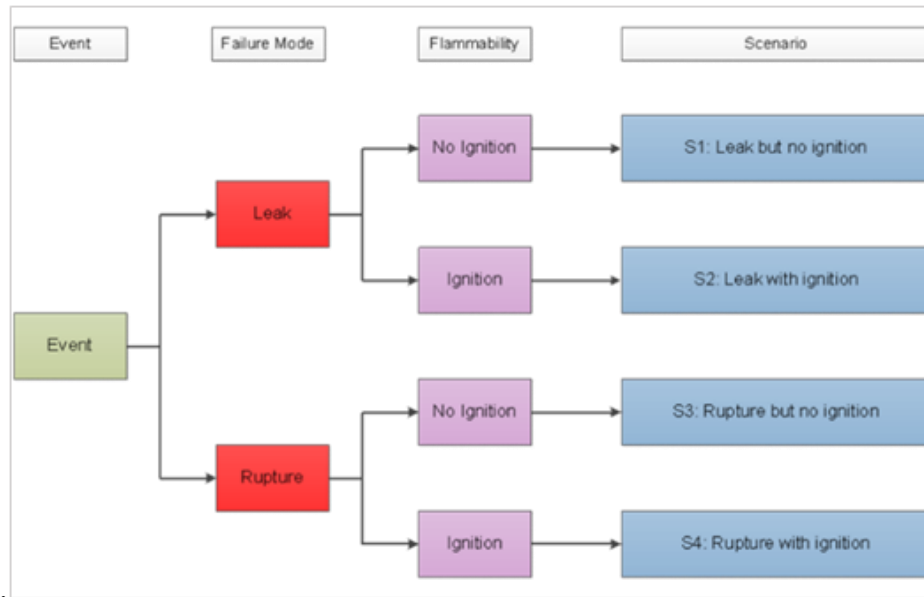 Event
Failure Mode
Flammability
Scenario
No Ignition
S1: Leak but no ignition
Leak
Ignition
S2: Leak with ignition
Event
No Ignition
S3: Rupture but no ignition
Rupture
Ignition
S4: Rupture with ignition